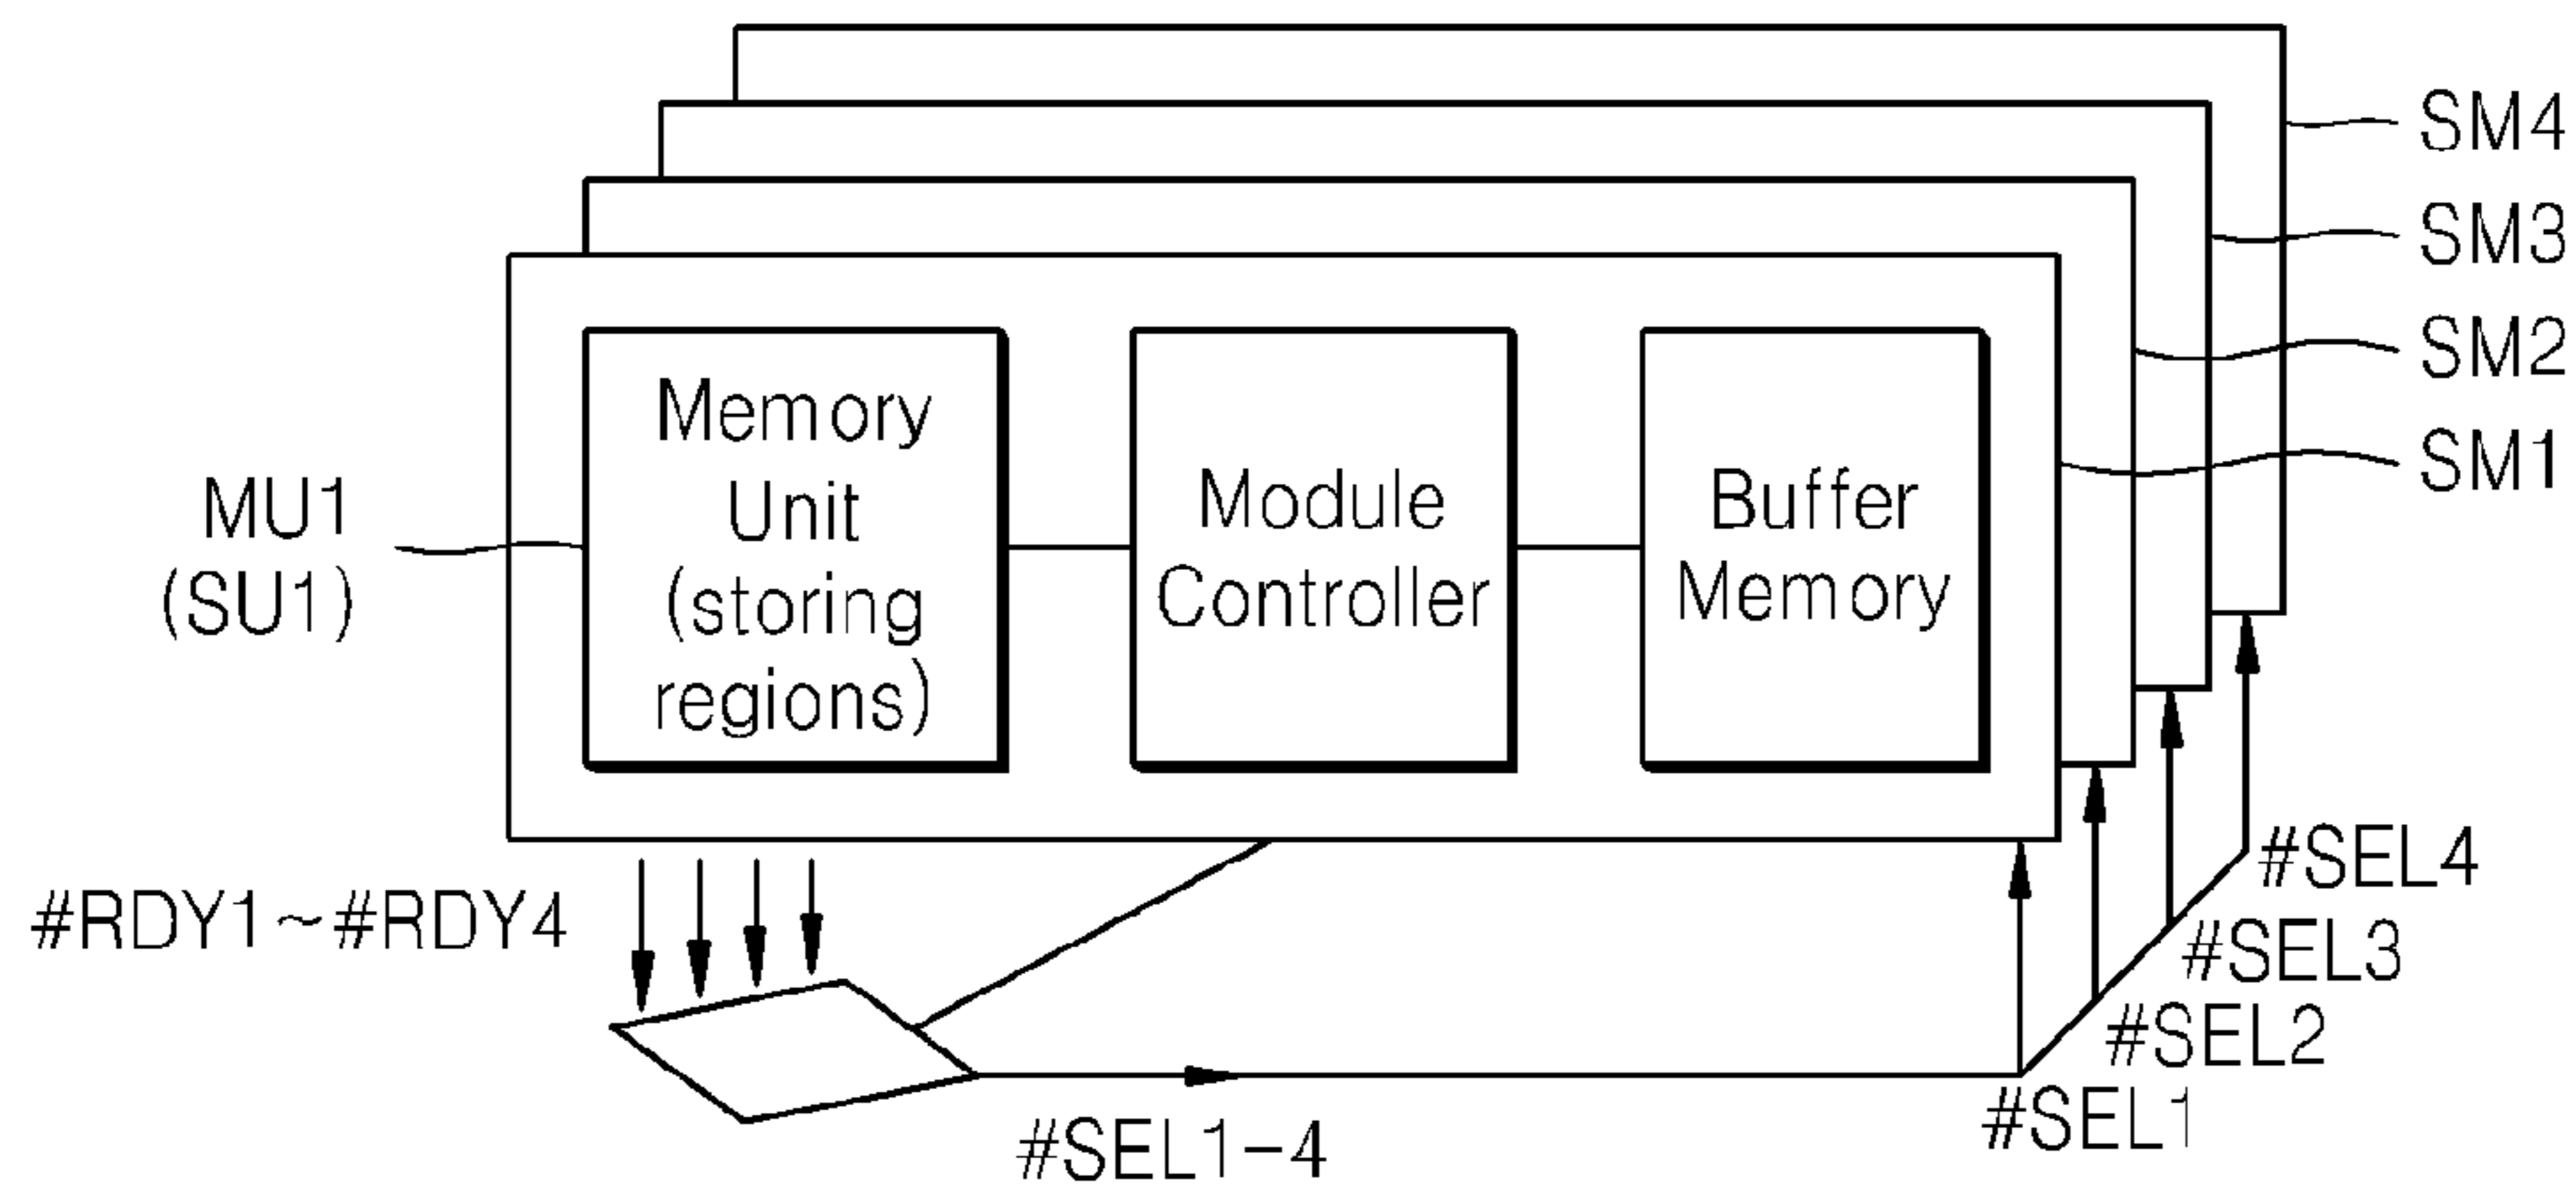 SM4
SM3
SM2
SM1
MU1
(SU1)
Memory
Unit
(storing
regions)
Module
Controller
Buffer
Memory
#RDY1~#RDY4
#SEL4
#SEL3
#SEL2
#SEL1
#SEL1-4